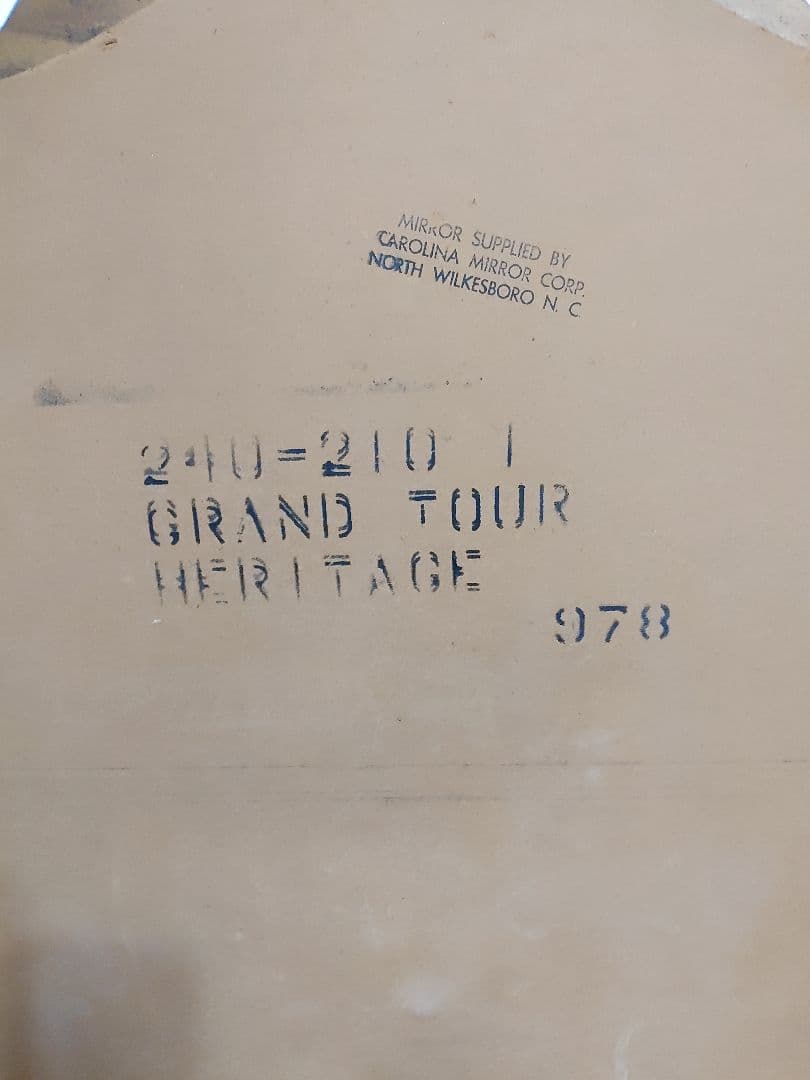 MIRROR SUPPLIED BY
CAROLINA MIRROR CORP.
NORTH WILKESBORO N. C.
240=210 1
GRAND TOUR
HERITAGE
978